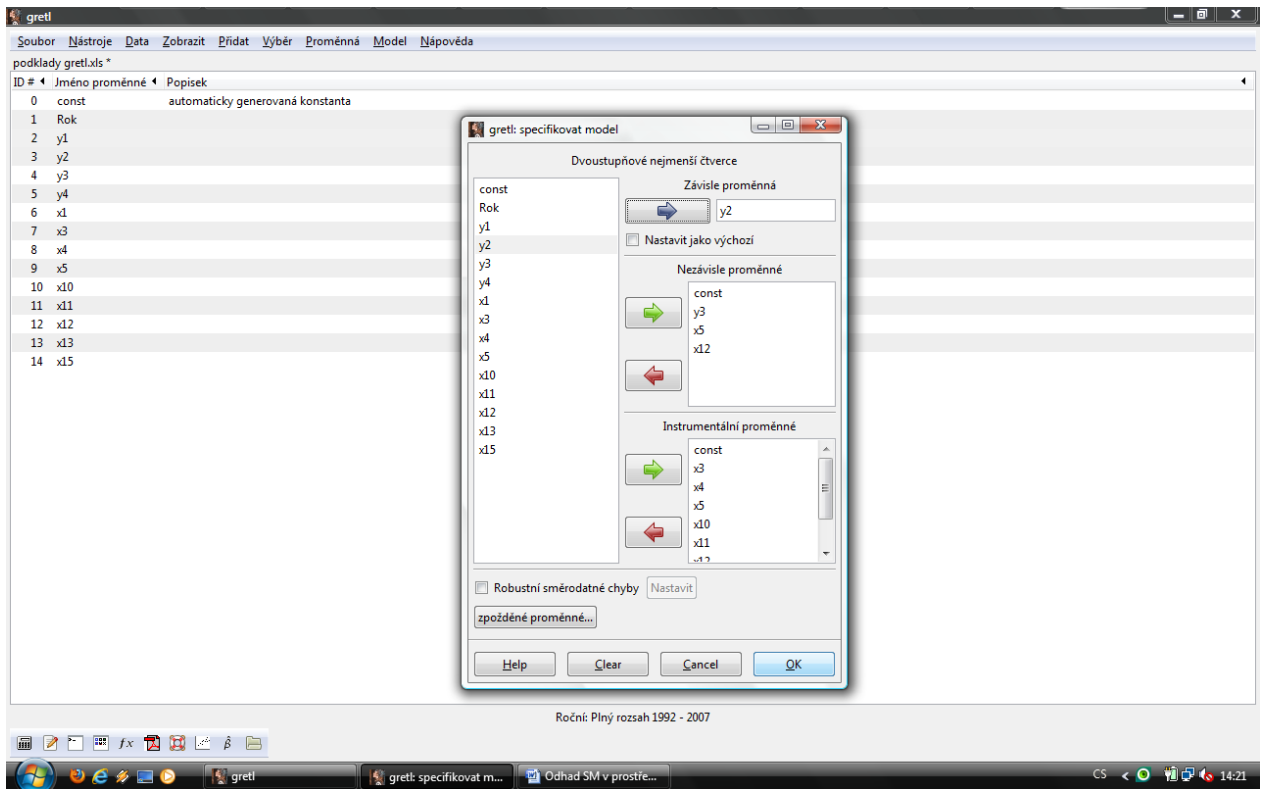 gretl
Soubor Nástroje Data Zobrazit Přidat Výběr Proměnná Model Nápověda
podklady gretl.xls *
ID # Jméno proměnné Popisek
0 const automaticky generovaná konstanta
1 Rok
2 y1
3 y2
4 y3
5 y4
6 x1
7 x3
8 x4
9 x5
10 x10
11 x11
12 x12
13 x13
14 x15
gretl: specifikovat model
Dvoustupňové nejmenší čtverce
const
Rok
y1
y2
y3
y4
x1
x3
x4
x5
x10
x11
x12
x13
x15
Závisle proměnná
y2
Nastavit jako výchozí
Nezávisle proměnné
const
y3
x5
x12
Instrumentální proměnné
const
x3
x4
x5
x10
x11
x12
Robustní směrodatné chyby Nastavit
zpožděné proměnné...
Help Clear Cancel OK
Roční: Plný rozsah 1992 - 2007
fx β̂
gretl gretl: specifikovat m... Odhad SM v prostře... CS 14:21